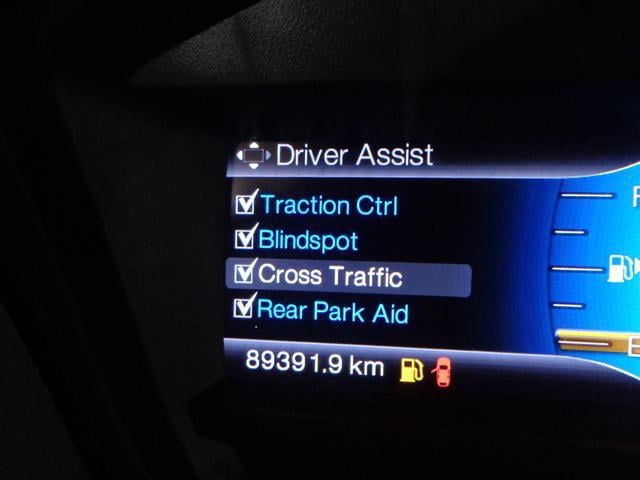 Driver Assist
Traction Ctrl
Blindspot
Cross Traffic
Rear Park Aid
F
E
89391.9 km